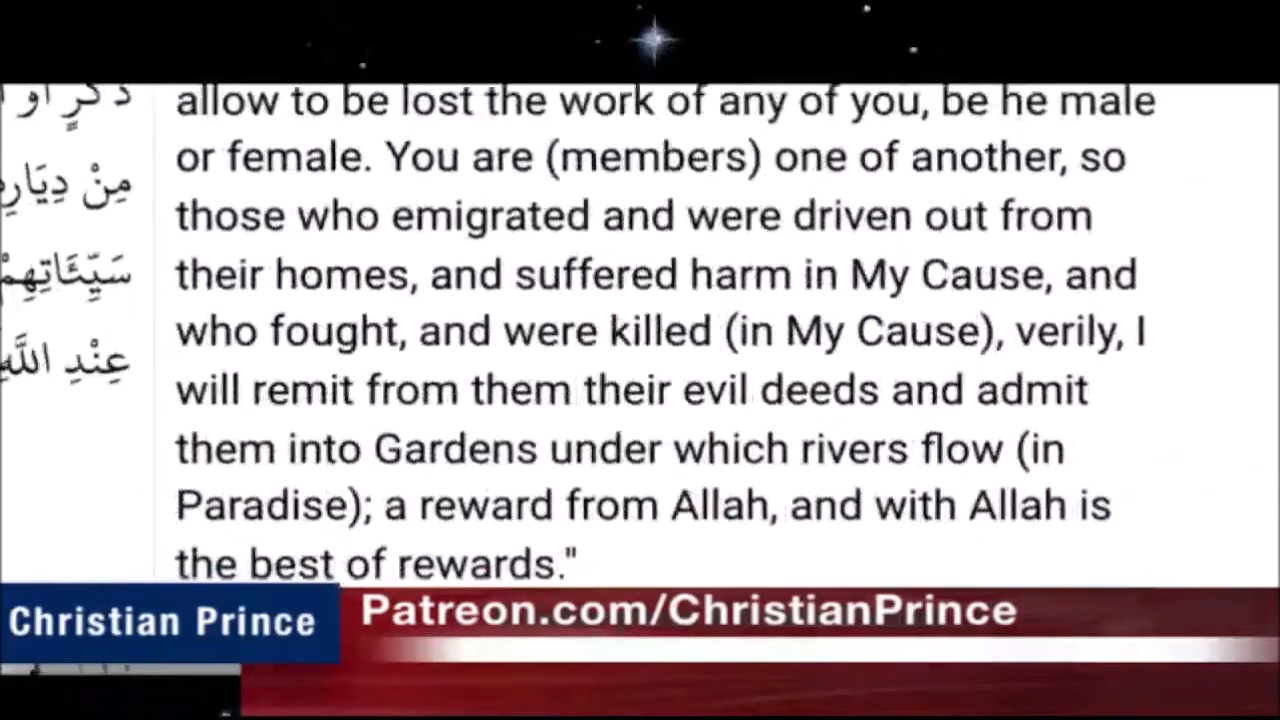 allow to be lost the work of any of you, be he male
or female. You are (members) one of another, so
those who emigrated and were driven out from
their homes, and suffered harm in My Cause, and
who fought, and were killed (in My Cause), verily, I
will remit from them their evil deeds and admit
them into Gardens under which rivers flow (in
Paradise); a reward from Allah, and with Allah is
the best of rewards."
مِنْ
عِنْدِ اللَّهِ
Christian Prince
Patreon.com/ChristianPrince